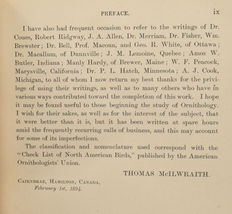 PREFACE. ix
I have also had frequent occasion to refer to the writings of Dr.
Coues, Robert Ridgway, J. A. Allen, Dr. Merriam, Dr. Fisher, Wm.
Brewster; Dr. Bell, Prof. Macoun, and Geo. R. White, of Ottawa;
Dr. Macallum, of Dunnville; J. M. Lemoine, Quebec; Amos W.
Butler, Indiana; Manly Hardy, of Brewer, Maine; W. F. Peacock,
Marysville, California; Dr. P. L. Hatch, Minnesota; A. J. Cook,
Michigan, to all of whom I now return my best thanks for the privi-
lege of using their writings, as well as to many others who have in
various ways contributed toward the completion of this work. I hope
it may be found useful to those beginning the study of Ornithology.
I wish for their sakes, as well as for the interest of the subject, that
it were better than it is, but it has been written at spare hours
amid the frequently recurring calls of business, and this may account
for some of its imperfections.
The classification and nomenclature used correspond with the
"Check List of North American Birds," published by the American
Ornithologists' Union.
THOMAS McILWRAITH.
CAIRNBRAE, HAMILTON, CANADA,
February 1st, 1894.